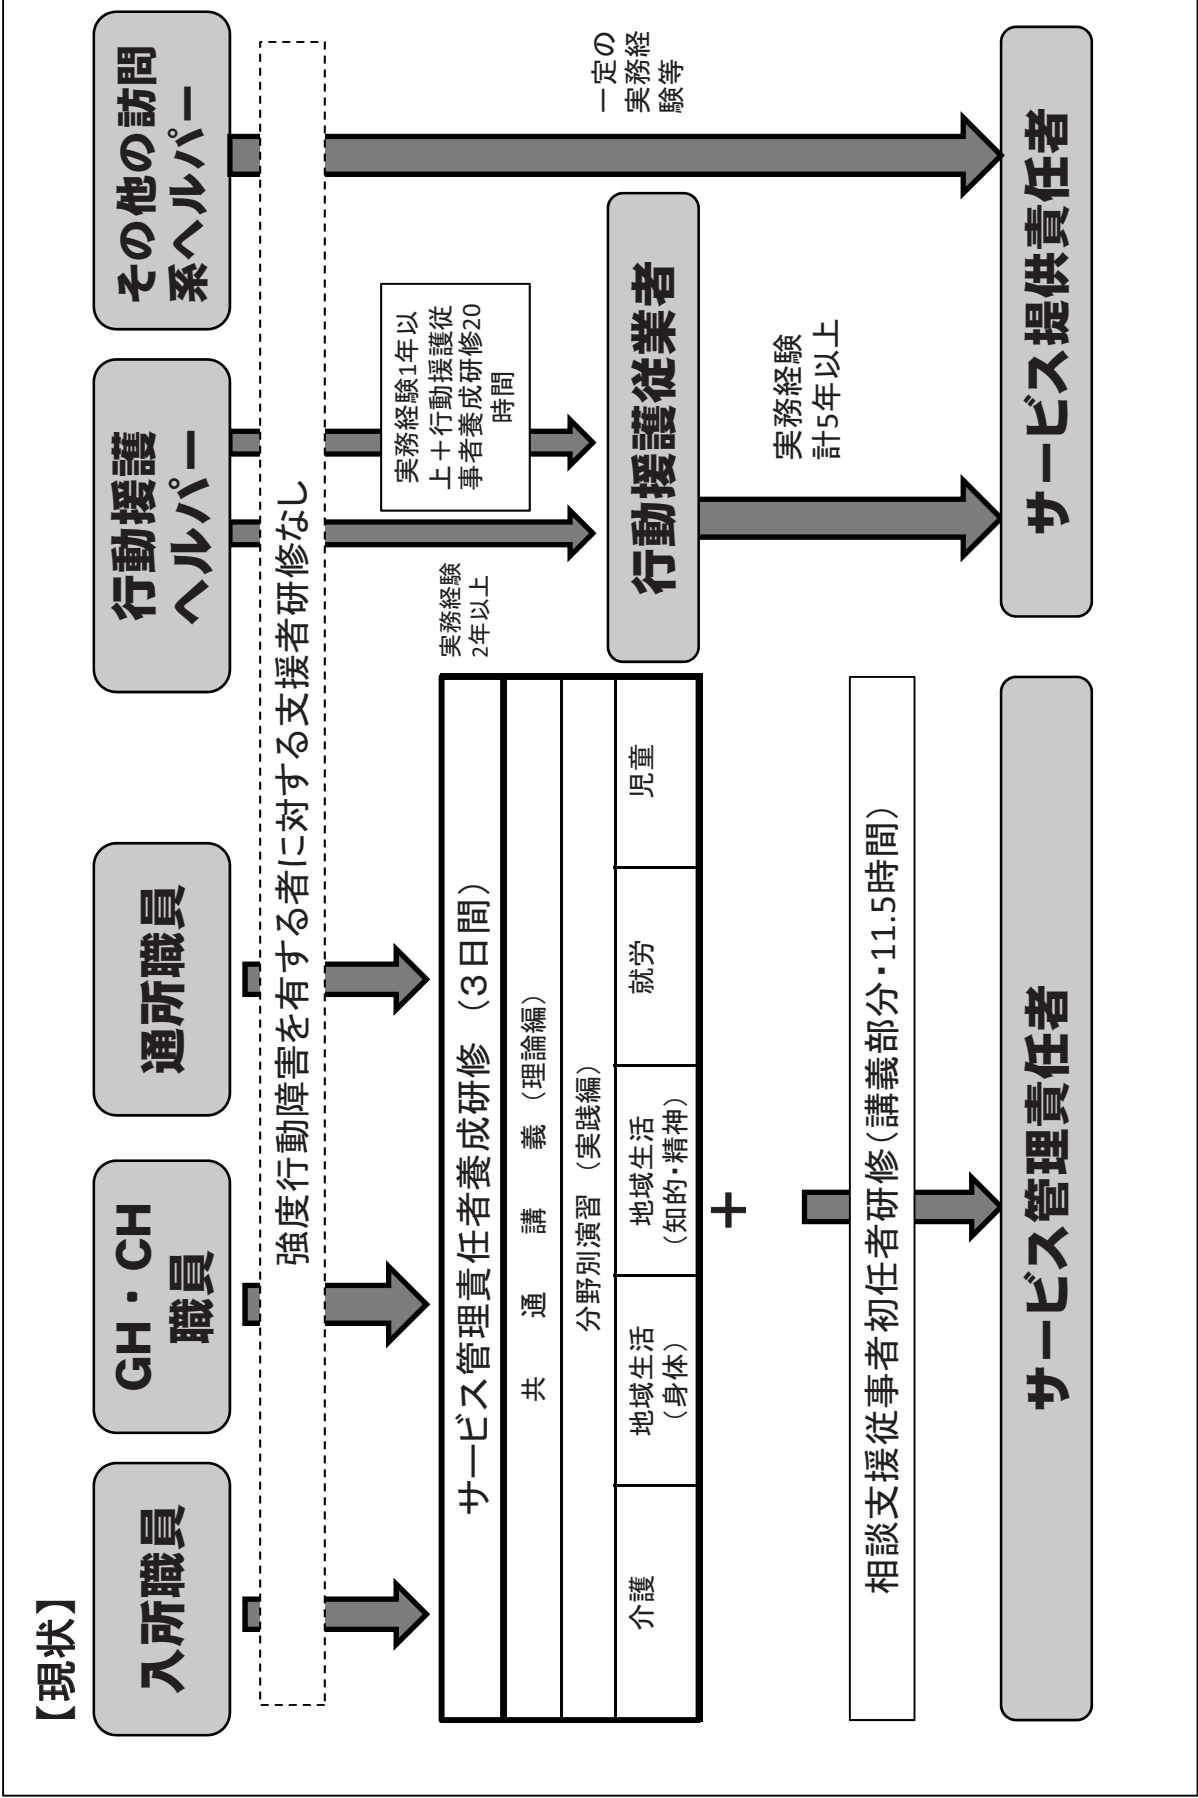 【現状】
入所職員
GH・CH
職員
通所職員
行動援護
ヘルパー
その他の訪問
系ヘルパー
強度行動障害を有する者に対する支援者研修なし
実務経験
2年以上
実務経験1年以
上＋行動援護従
事者養成研修20
時間
一定の
実務経
験等
サービス管理責任者養成研修（３日間）
共　通　講　義（理論編）
分野別演習（実践編）
介護
地域生活
（身体）
地域生活
（知的・精神）
就労
児童
行動援護従業者
＋
実務経験
計5年以上
相談支援従事者初任者研修（講義部分・11.5時間）
サービス管理責任者
サービス提供責任者